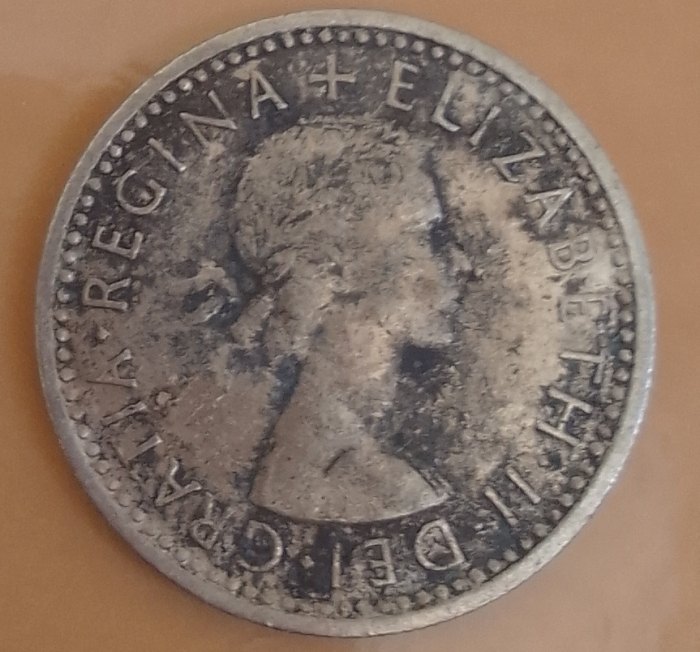 + ELIZABETH · II · DEI · GRATIA · REGINA